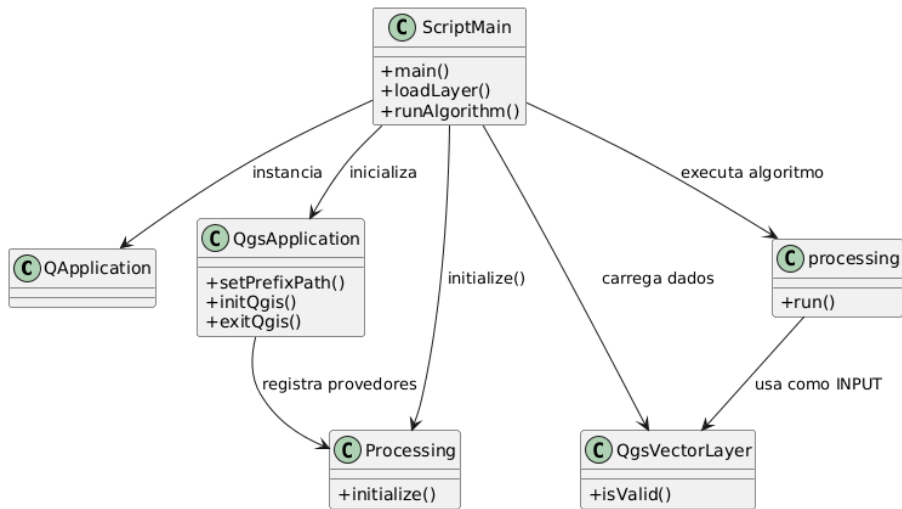 C ScriptMain
+main()
+loadLayer()
+runAlgorithm()
instancia
inicializa
executa algoritmo
C QApplication
C QgsApplication
+setPrefixPath()
+initQgis()
+exitQgis()
initialize()
carrega dados
C processing
+run()
registra provedores
usa como INPUT
C Processing
+initialize()
C QgsVectorLayer
+isValid()